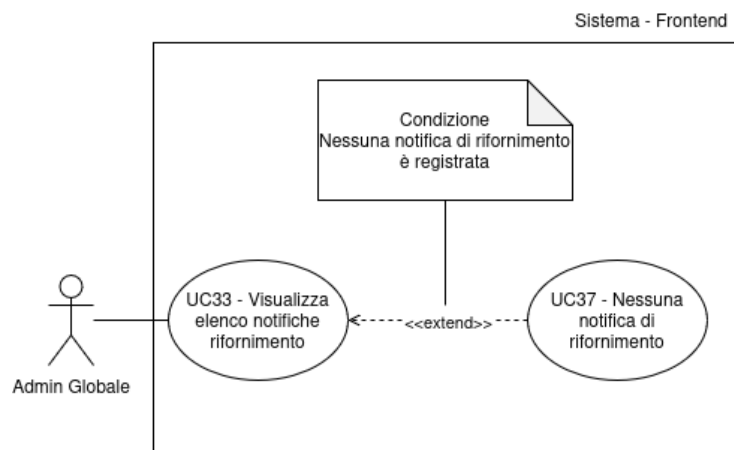 Sistema - Frontend
Condizione
Nessuna notifica di rifornimento
è registrata
UC33 - Visualizza
elenco notifiche
rifornimento
<<extend>>
UC37 - Nessuna
notifica di
rifornimento
Admin Globale